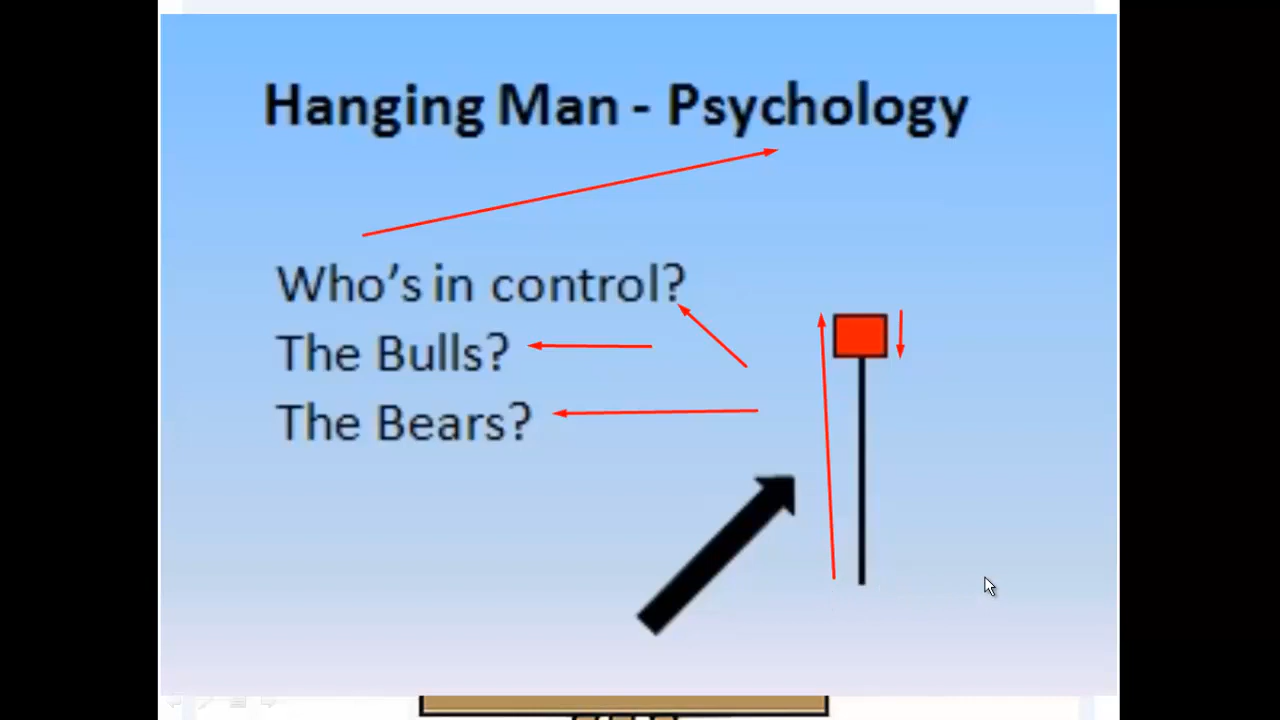 Hanging Man - Psychology
Who's in control?
The Bulls?
The Bears?